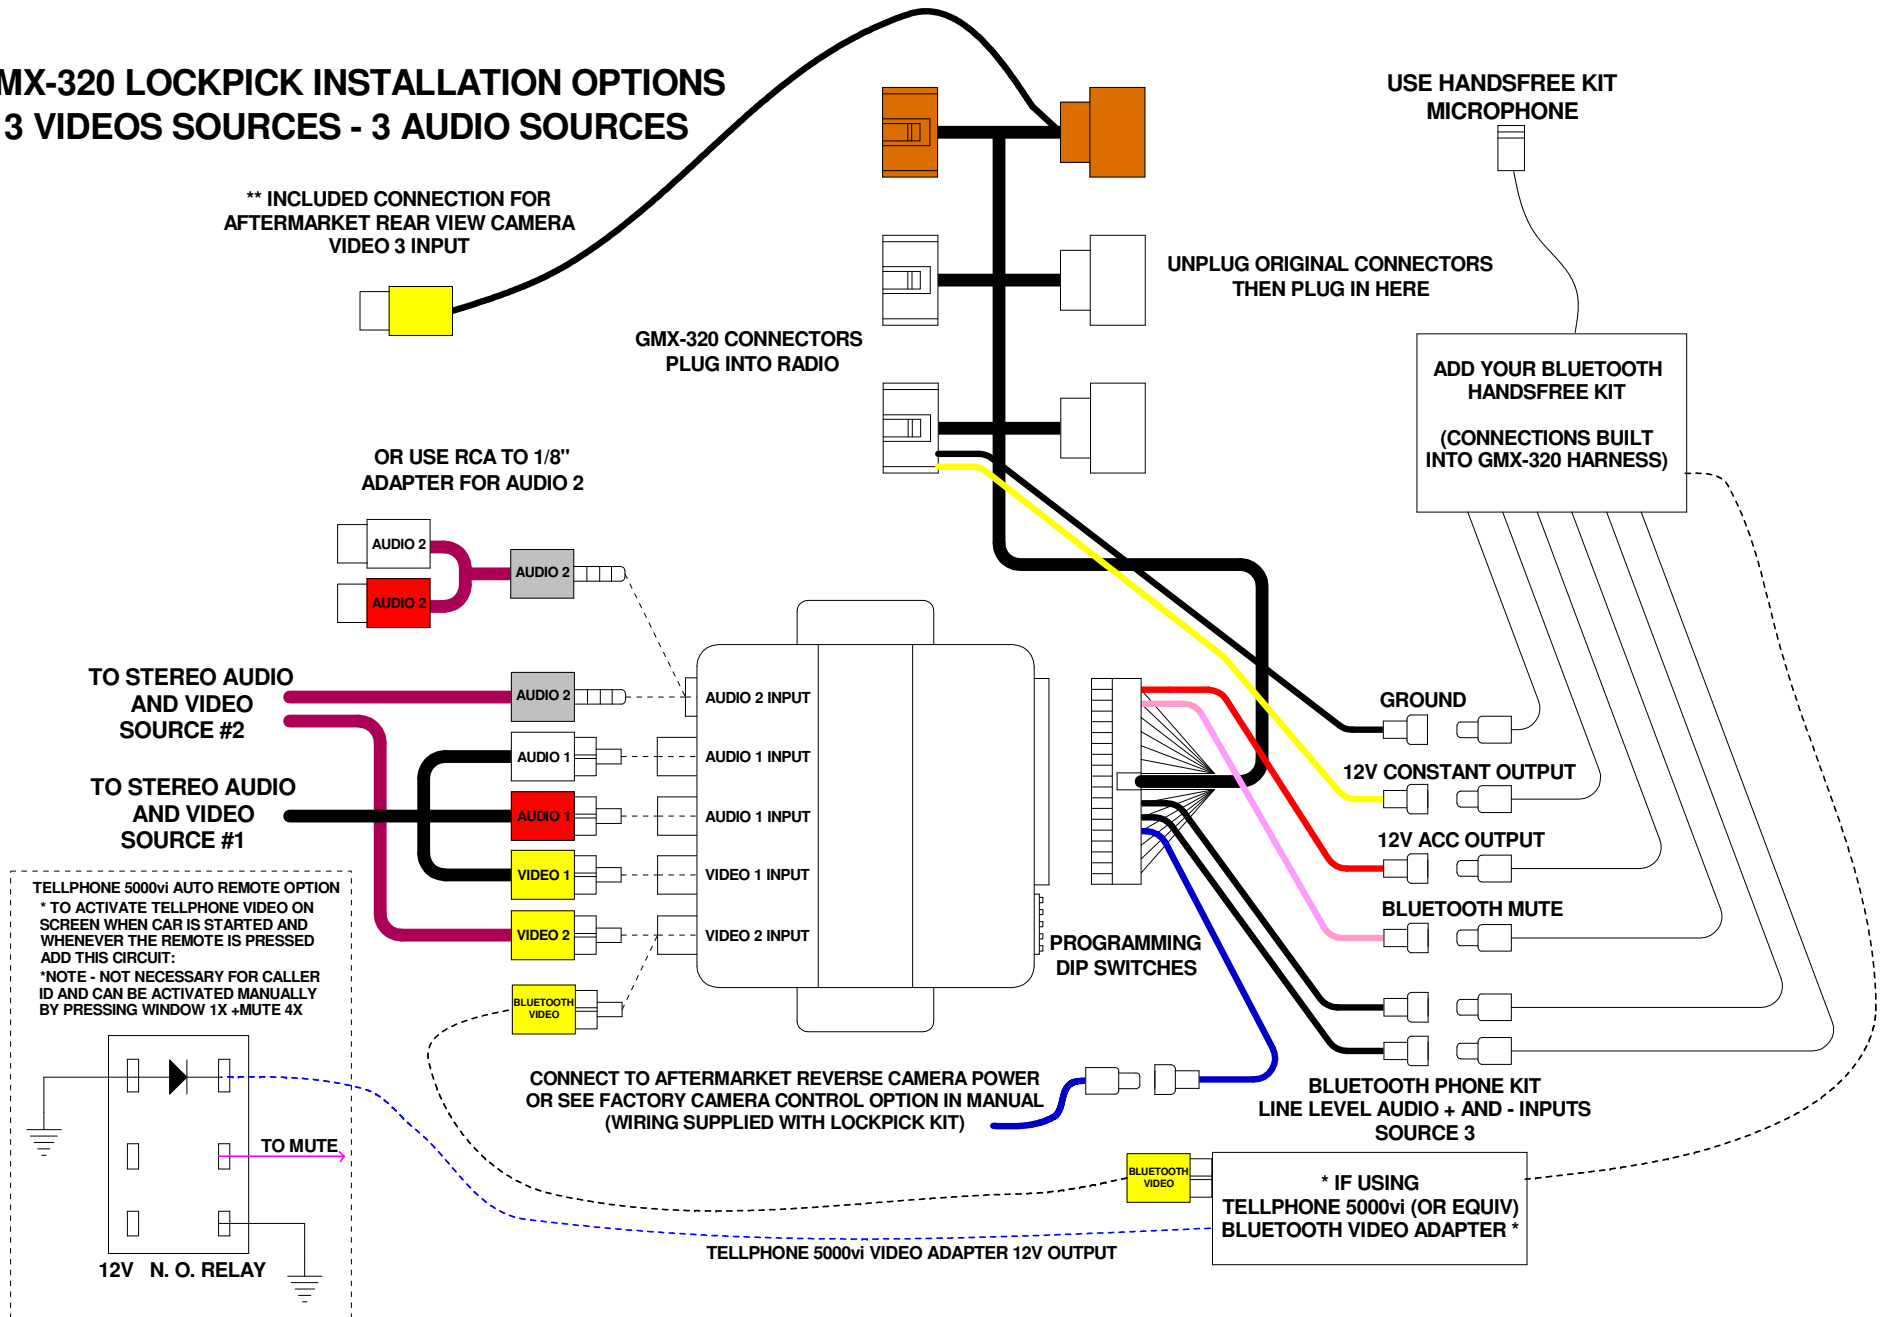 MX-320 LOCKPICK INSTALLATION OPTIONS
3 VIDEOS SOURCES - 3 AUDIO SOURCES
USE HANDSFREE KIT
MICROPHONE
** INCLUDED CONNECTION FOR
AFTERMARKET REAR VIEW CAMERA
VIDEO 3 INPUT
UNPLUG ORIGINAL CONNECTORS
THEN PLUG IN HERE
GMX-320 CONNECTORS
PLUG INTO RADIO
ADD YOUR BLUETOOTH
HANDSFREE KIT
(CONNECTIONS BUILT
INTO GMX-320 HARNESS)
OR USE RCA TO 1/8"
ADAPTER FOR AUDIO 2
AUDIO 2
AUDIO 2
AUDIO 2
TO STEREO AUDIO
AND VIDEO
SOURCE #2
AUDIO 2
AUDIO 2 INPUT
GROUND
AUDIO 1
AUDIO 1 INPUT
12V CONSTANT OUTPUT
TO STEREO AUDIO
AND VIDEO
SOURCE #1
AUDIO 1
AUDIO 1 INPUT
12V ACC OUTPUT
VIDEO 1
VIDEO 1 INPUT
BLUETOOTH MUTE
VIDEO 2
VIDEO 2 INPUT
PROGRAMMING
DIP SWITCHES
TELLPHONE 5000vi AUTO REMOTE OPTION
* TO ACTIVATE TELLPHONE VIDEO ON
SCREEN WHEN CAR IS STARTED AND
WHENEVER THE REMOTE IS PRESSED
ADD THIS CIRCUIT:
*NOTE - NOT NECESSARY FOR CALLER
ID AND CAN BE ACTIVATED MANUALLY
BY PRESSING WINDOW 1X +MUTE 4X
BLUETOOTH
VIDEO
CONNECT TO AFTERMARKET REVERSE CAMERA POWER
OR SEE FACTORY CAMERA CONTROL OPTION IN MANUAL
(WIRING SUPPLIED WITH LOCKPICK KIT)
BLUETOOTH PHONE KIT
LINE LEVEL AUDIO + AND - INPUTS
SOURCE 3
TO MUTE
BLUETOOTH
VIDEO
* IF USING
TELLPHONE 5000vi (OR EQUIV)
BLUETOOTH VIDEO ADAPTER *
TELLPHONE 5000vi VIDEO ADAPTER 12V OUTPUT
12V N. O. RELAY